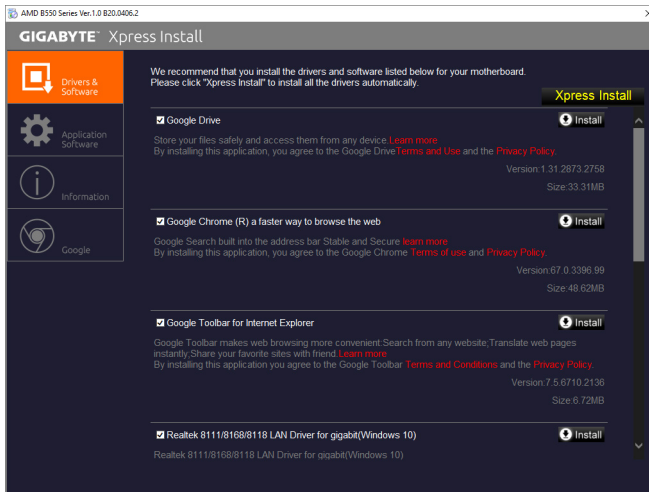 AMD B550 Series Ver.1.0 B20.0406.2
GIGABYTE™ Xpress Install
Drivers &
Software
Application
Software
Information
Google
We recommend that you install the drivers and software listed below for your motherboard.
Please click "Xpress Install" to install all the drivers automatically.
Xpress Install
Google Drive
Install
Store your files safely and access them from any device.Learn more
By installing this application, you agree to the Google DriveTerms and Use and the Privacy Policy.
Version:1.31.2873.2758
Size:33.31MB
Google Chrome (R) a faster way to browse the web
Install
Google Search built into the address bar Stable and Secure learn more
By installing this application, you agree to the Google Chrome Terms of use and Privacy Policy.
Version:67.0.3396.99
Size:48.62MB
Google Toolbar for Internet Explorer
Install
Google Toolbar makes web browsing more convenient:Search from any website;Translate web pages
instantly;Share your favorite sites with friend.Learn more
By installing this application you agree to the Google Toolbar Terms and Conditions and the Privacy Policy.
Version:7.5.6710.2136
Size:6.72MB
Realtek 8111/8168/8118 LAN Driver for gigabit(Windows 10)
Install
Realtek 8111/8168/8118 LAN Driver for gigabit(Windows 10)